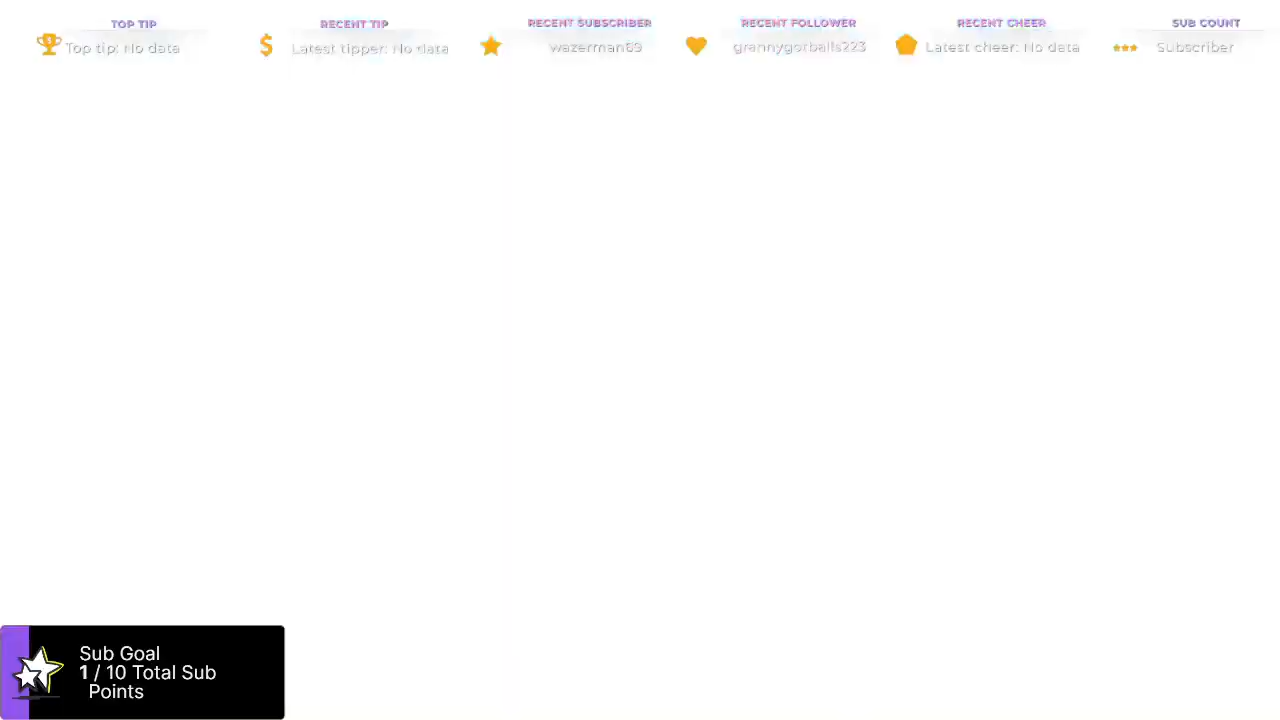 TOP TIP
Top tip: No data
RECENT TIP
Latest tipper: No data
RECENT SUBSCRIBER
wazerman69
RECENT FOLLOWER
grannygotballs223
RECENT CHEER
Latest cheer: No data
SUB COUNT
Subscriber
Sub Goal
1 / 10 Total Sub
Points